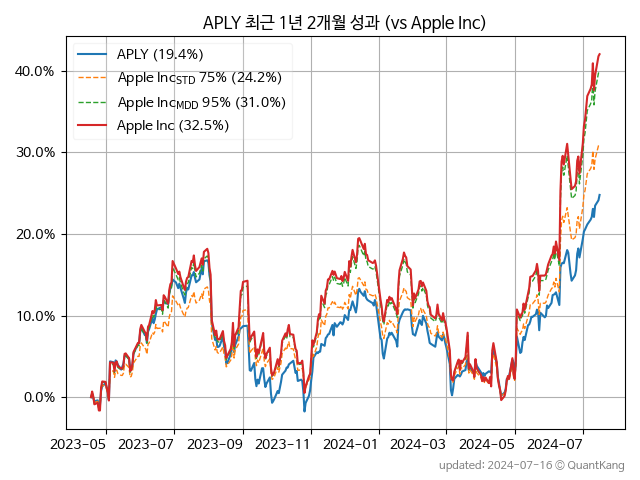 APLY 최근 1년 2개월 성과 (vs Apple Inc)
APLY (19.4%)
Apple Inc_STD 75% (24.2%)
Apple Inc_MDD 95% (31.0%)
Apple Inc (32.5%)
40.0%
30.0%
20.0%
10.0%
0.0%
2023-05 2023-07 2023-09 2023-11 2024-01 2024-03 2024-05 2024-07
updated: 2024-07-16 © QuantKang